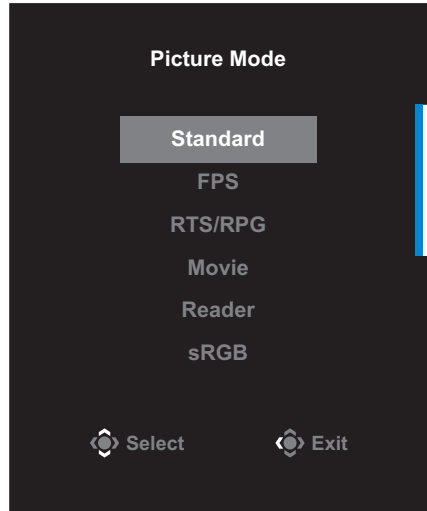 Picture Mode
Standard
FPS
RTS/RPG
Movie
Reader
sRGB
Select Exit